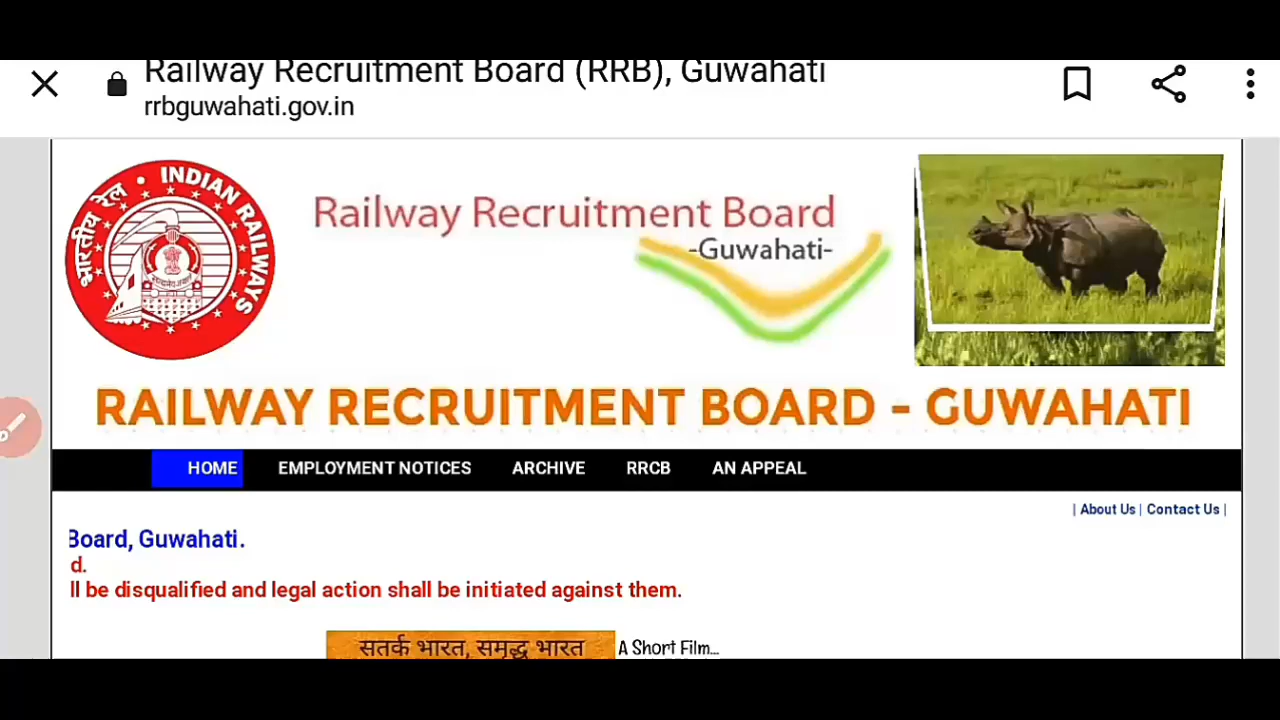 Railway Recruitment Board (RRB), Guwahati
rrbguwahati.gov.in
भारतीय रेल • INDIAN RAILWAYS
Railway Recruitment Board
-Guwahati-
RAILWAY RECRUITMENT BOARD - GUWAHATI
HOME EMPLOYMENT NOTICES ARCHIVE RRCB AN APPEAL
| About Us | Contact Us |
Board, Guwahati.
d.
ll be disqualified and legal action shall be initiated against them.
सतर्क भारत, समृद्ध भारत A Short Film...